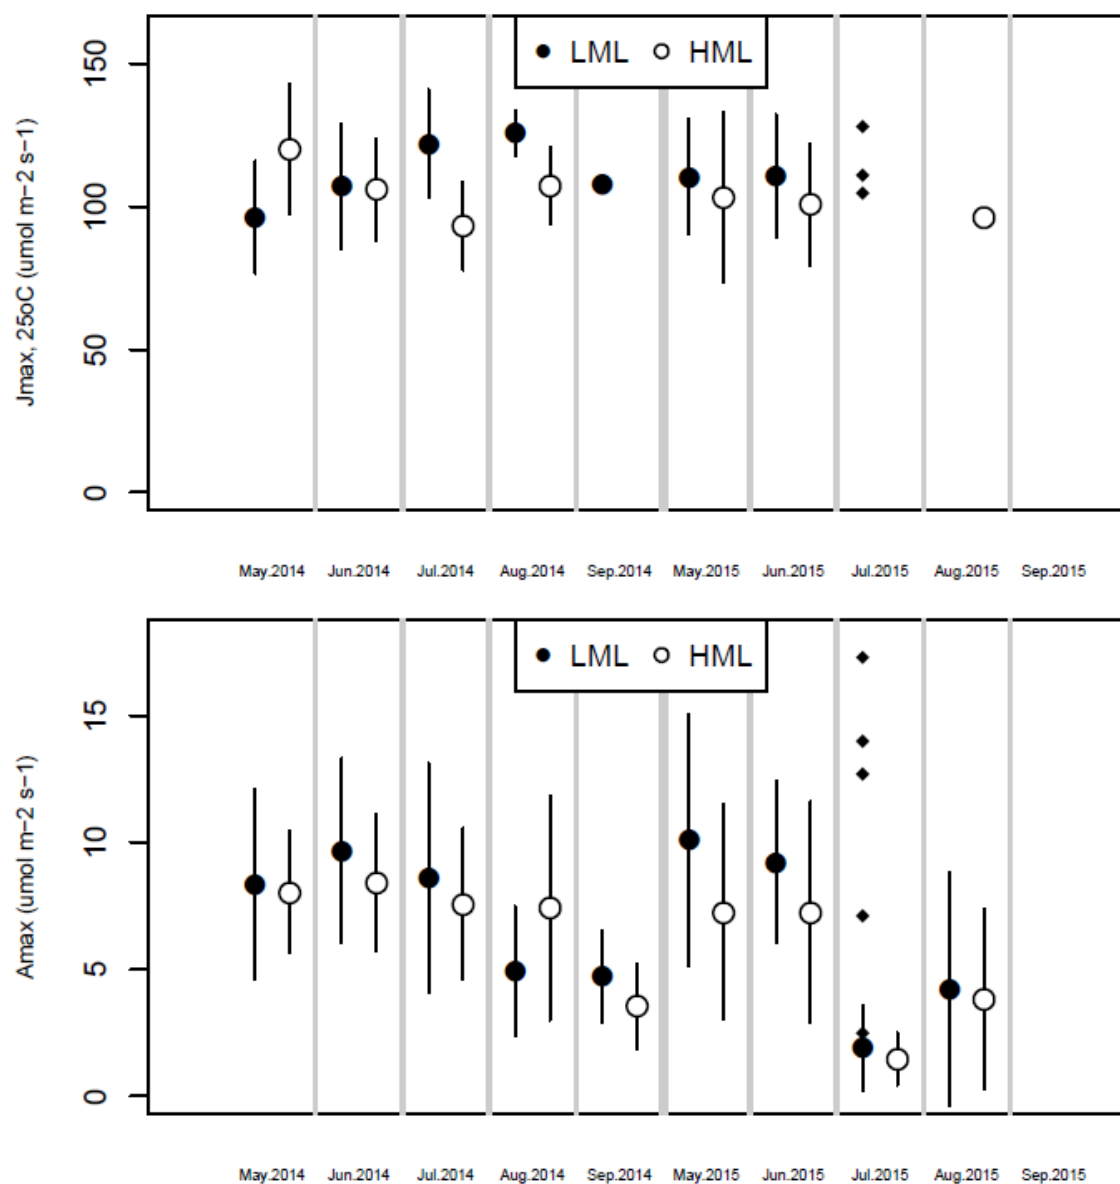 LML HML
Jmax, 25oC (umol m−2 s−1)
150
100
50
0
May.2014 Jun.2014 Jul.2014 Aug.2014 Sep.2014 May.2015 Jun.2015 Jul.2015 Aug.2015 Sep.2015
LML HML
Amax (umol m−2 s−1)
15
10
5
0
May.2014 Jun.2014 Jul.2014 Aug.2014 Sep.2014 May.2015 Jun.2015 Jul.2015 Aug.2015 Sep.2015